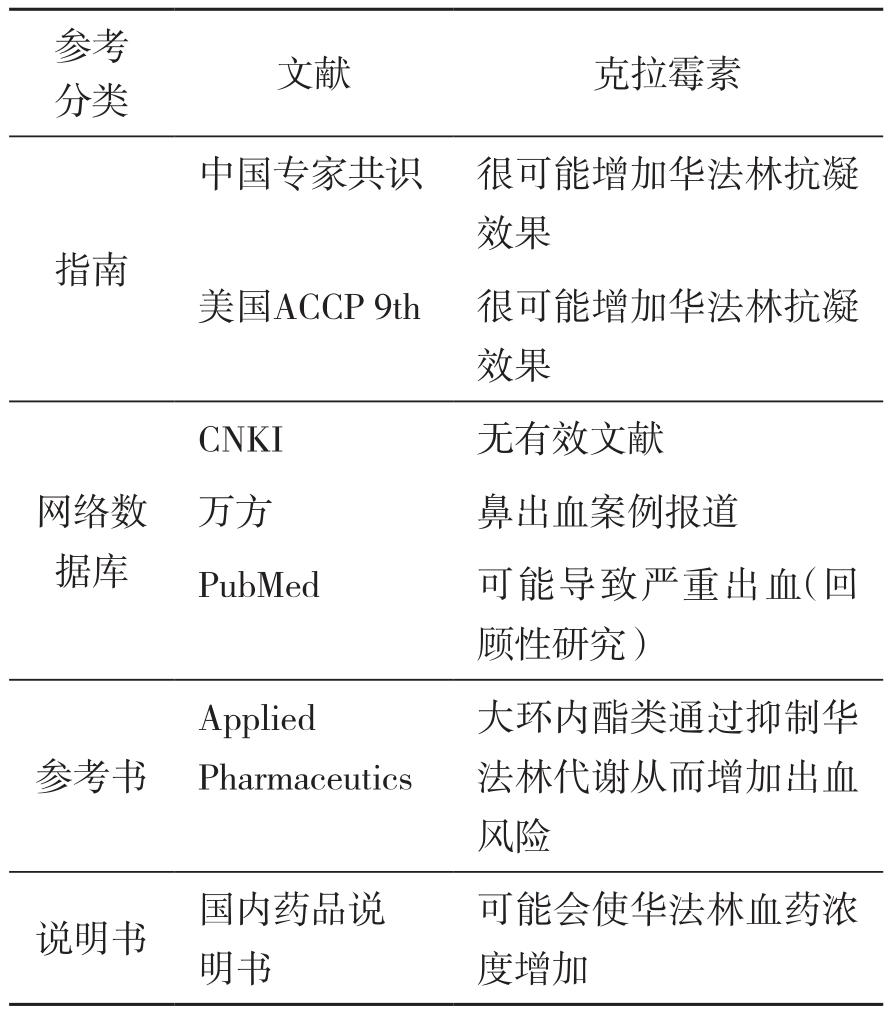 参考
分类
文献
克拉霉素
指南
中国专家共识
很可能增加华法林抗凝
效果
美国ACCP 9th
很可能增加华法林抗凝
效果
网络数
据库
CNKI
无有效文献
万方
鼻出血案例报道
PubMed
可能导致严重出血(回
顾性研究)
参考书
Applied
Pharmaceutics
大环内酯类通过抑制华
法林代谢从而增加出血
风险
说明书
国内药品说
明书
可能会使华法林血药浓
度增加